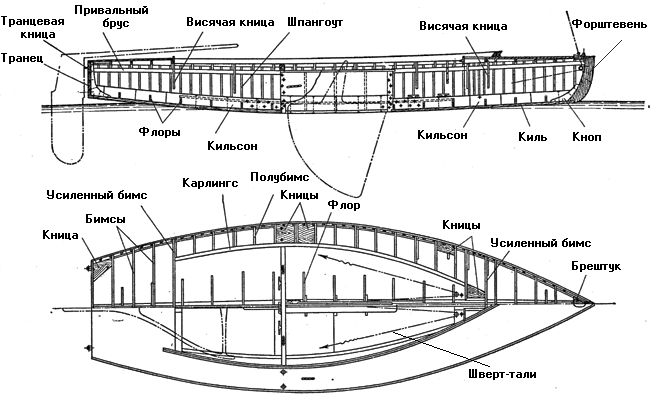 Привальный
брус
Висячая кница
Шпангоут
Висячая кница
Форштевень
Транцевая
кница
Транец
Флоры
Кильсон
Кильсон
Киль
Кноп
Усиленный бимс
Карлингс
Полубимс
Кницы
Флор
Бимсы
Кница
Кницы
Усиленный бимс
Брештук
Шверт-тали